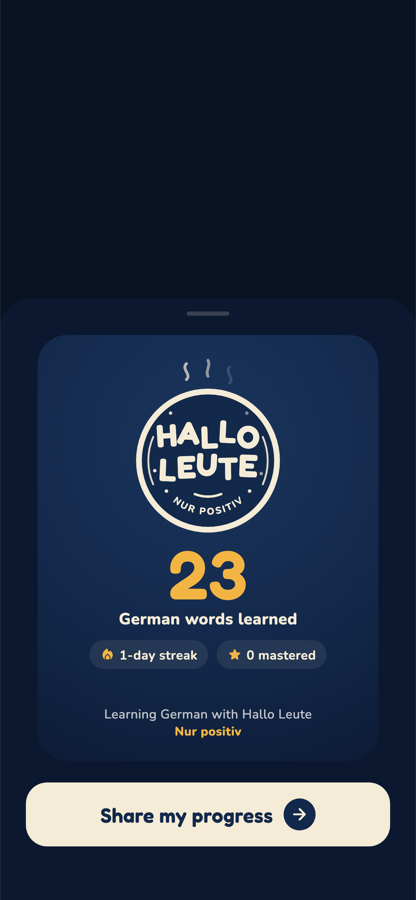 HALLO
LEUTE
NUR POSITIV
23
German words learned
1-day streak
0 mastered
Learning German with Hallo Leute
Nur positiv
Share my progress